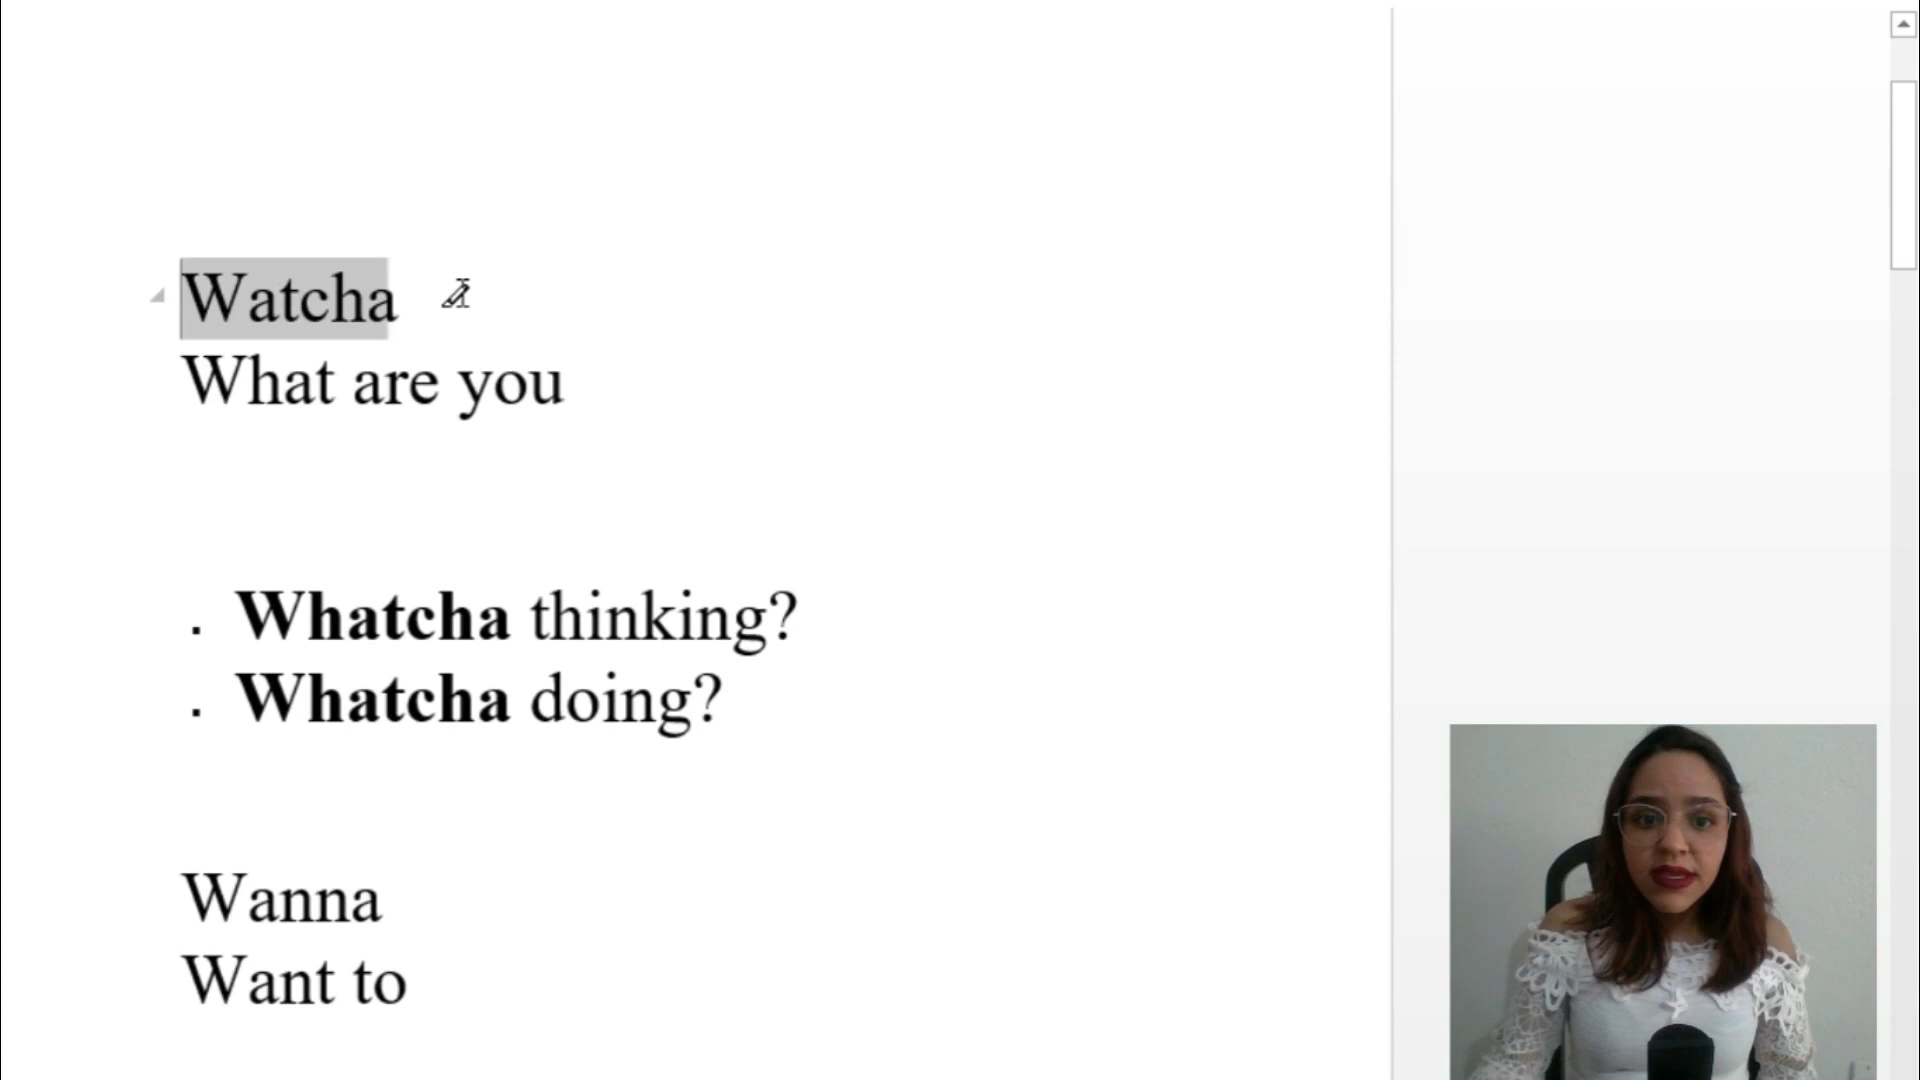 Watcha
What are you
. Whatcha thinking?
. Whatcha doing?
Wanna
Want to